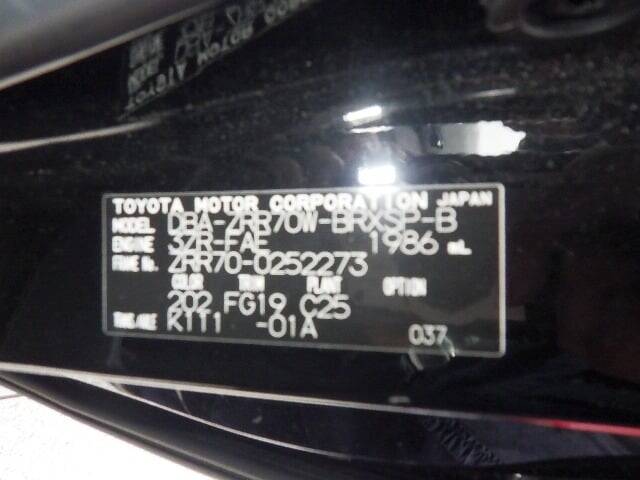 TOYOTA MOTOR CORPORATION JAPAN
MODEL DBA-ZRR70W-BRXSP-B
ENGINE 3ZR-FAE 1986 mL
FRAME No. ZRR70-0252273
COLOR TRIM PLANT OPTION
202 FG19 C25
TRANS./AXLE K111 -01A 037